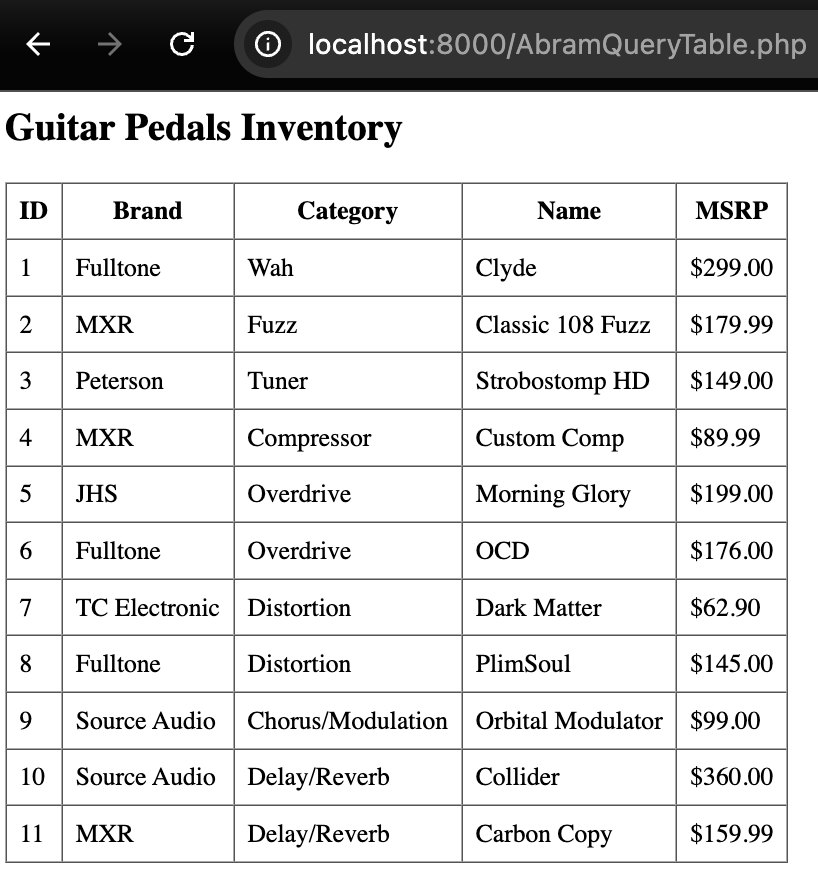 localhost:8000/AbramQueryTable.php
Guitar Pedals Inventory
ID Brand Category Name MSRP
1 Fulltone Wah Clyde $299.00
2 MXR Fuzz Classic 108 Fuzz $179.99
3 Peterson Tuner Strobostomp HD $149.00
4 MXR Compressor Custom Comp $89.99
5 JHS Overdrive Morning Glory $199.00
6 Fulltone Overdrive OCD $176.00
7 TC Electronic Distortion Dark Matter $62.90
8 Fulltone Distortion PlimSoul $145.00
9 Source Audio Chorus/Modulation Orbital Modulator $99.00
10 Source Audio Delay/Reverb Collider $360.00
11 MXR Delay/Reverb Carbon Copy $159.99